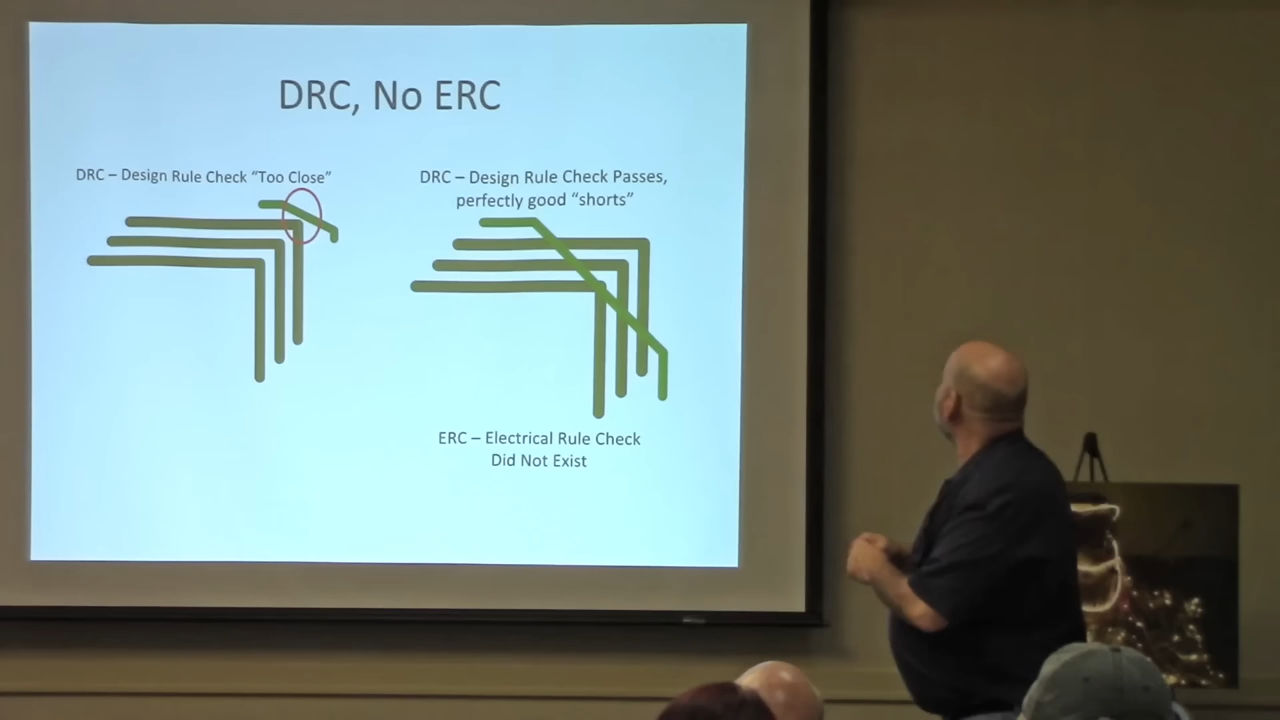 DRC, No ERC
DRC – Design Rule Check “Too Close”
DRC – Design Rule Check Passes,
perfectly good “shorts”
ERC – Electrical Rule Check
Did Not Exist